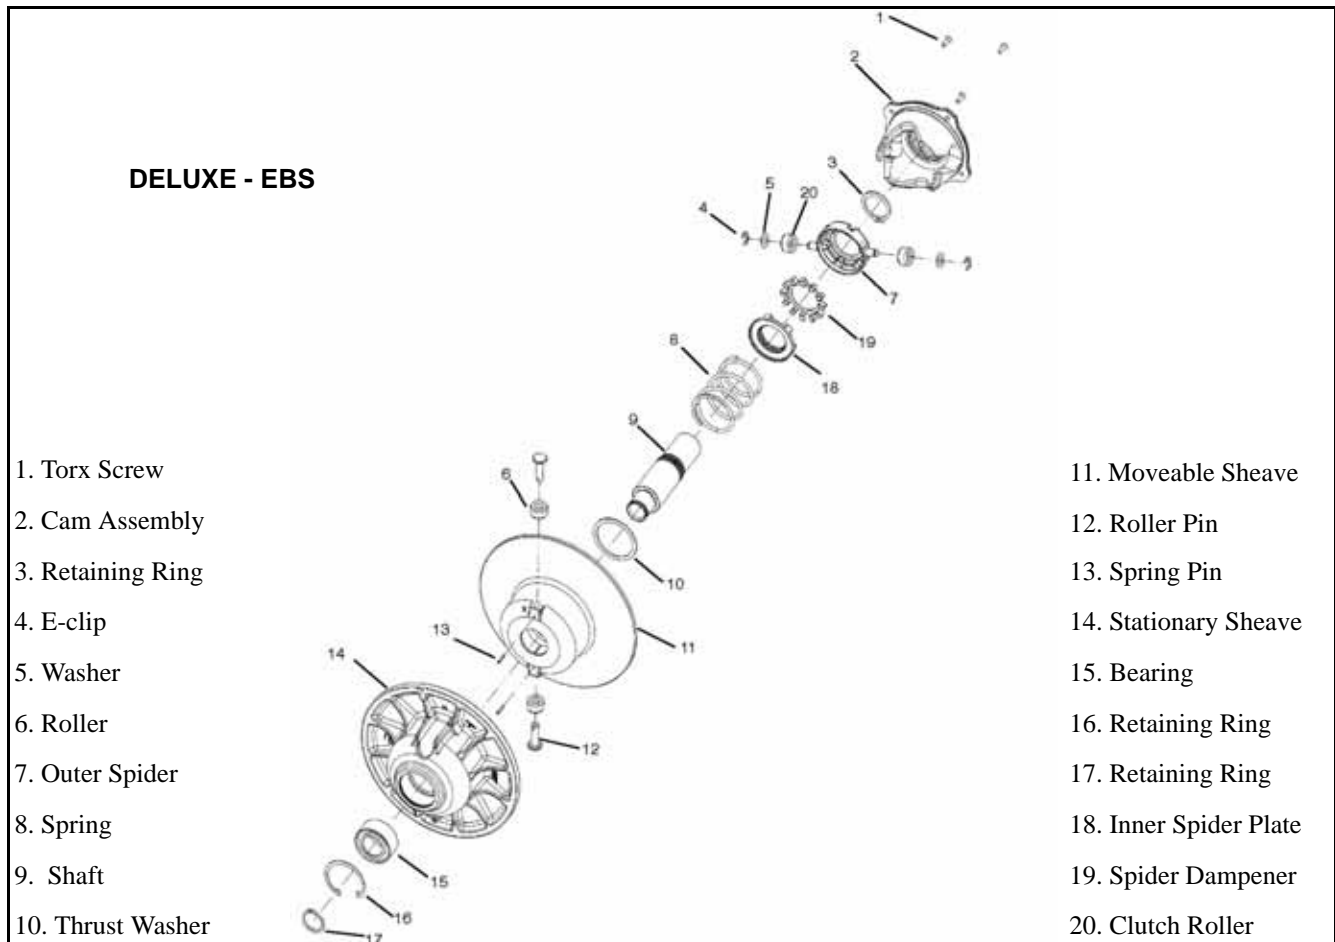 DELUXE - EBS
1
2
3
4
5
20
7
19
18
8
9
6
10
11
13
14
12
15
16
17
1. Torx Screw
2. Cam Assembly
3. Retaining Ring
4. E-clip
5. Washer
6. Roller
7. Outer Spider
8. Spring
9. Shaft
10. Thrust Washer
11. Moveable Sheave
12. Roller Pin
13. Spring Pin
14. Stationary Sheave
15. Bearing
16. Retaining Ring
17. Retaining Ring
18. Inner Spider Plate
19. Spider Dampener
20. Clutch Roller